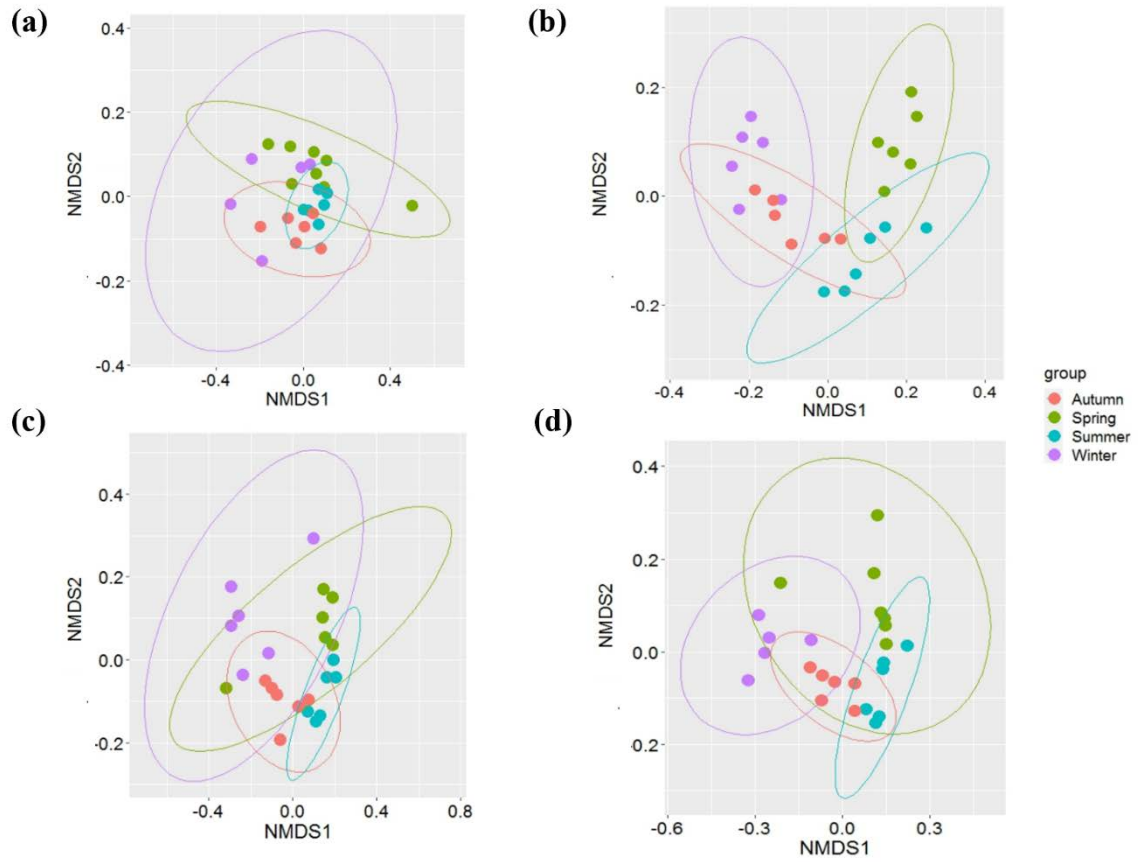 (a)
0.4
0.2
0.0
-0.2
-0.4
NMDS2
-0.4 0.0 0.4
NMDS1
(b)
0.2
0.0
-0.2
NMDS2
-0.4 -0.2 0.0 0.2 0.4
NMDS1
group
Autumn
Spring
Summer
Winter
(c)
0.4
0.2
0.0
-0.2
NMDS2
-0.4 0.0 0.4 0.8
NMDS1
(d)
0.4
0.2
0.0
-0.2
NMDS2
-0.6 -0.3 0.0 0.3
NMDS1